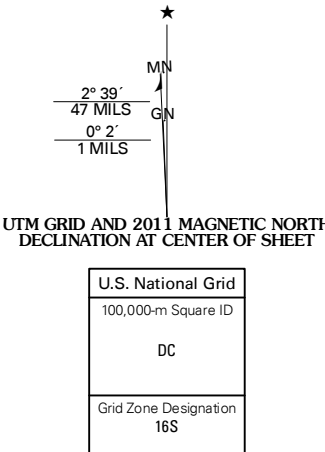 ★
MN
2° 39´
47 MILS
GN
0° 2´
1 MILS
UTM GRID AND 2011 MAGNETIC NORTH
DECLINATION AT CENTER OF SHEET
U.S. National Grid
100,000-m Square ID
DC
Grid Zone Designation
16S